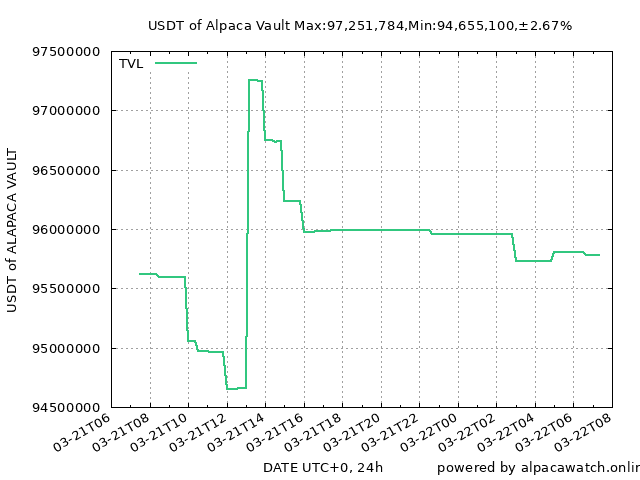 USDT of Alpaca Vault Max:97,251,784,Min:94,655,100,±2.67%
97500000
TVL
97000000
96500000
96000000
95500000
95000000
94500000
USDT of ALAPACA VAULT
03-21T06
03-21T08
03-21T10
03-21T12
03-21T14
03-21T16
03-21T18
03-21T20
03-21T22
03-22T00
03-22T02
03-22T04
03-22T06
03-22T08
DATE UTC+0, 24h
powered by alpacawatch.onlin